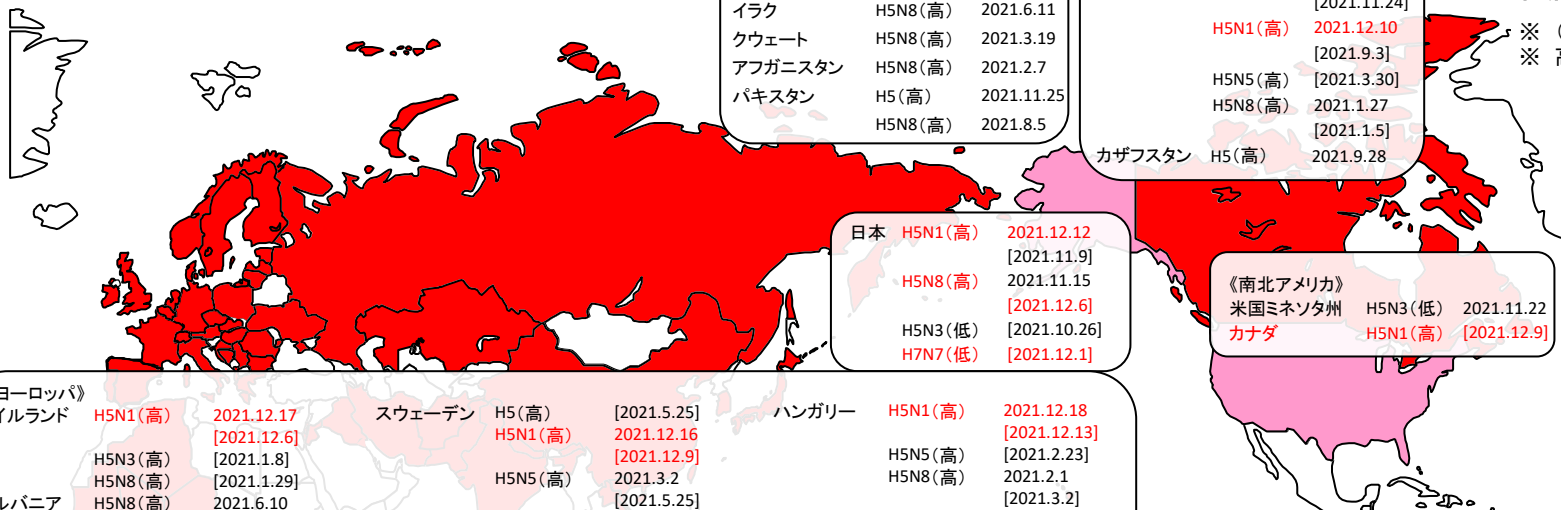 イラク H5N8(高) 2021.6.11
クウェート H5N8(高) 2021.3.19
アフガニスタン H5N8(高) 2021.2.7
パキスタン H5(高) 2021.11.25
H5N8(高) 2021.8.5
[2021.11.24]
H5N1(高) 2021.12.10
[2021.9.3]
H5N5(高) [2021.3.30]
H5N8(高) 2021.1.27
[2021.1.5]
カザフスタン H5(高) 2021.9.28
※ (
※ 高
日本 H5N1(高) 2021.12.12
[2021.11.9]
H5N8(高) 2021.11.15
[2021.12.6]
H5N3(低) [2021.10.26]
H7N7(低) [2021.12.1]
《南北アメリカ》
米国ミネソタ州 H5N3(低) 2021.11.22
カナダ H5N1(高) [2021.12.9]
ヨーロッパ》
イルランド H5N1(高) 2021.12.17
[2021.12.6]
H5N3(高) [2021.1.8]
H5N8(高) [2021.1.29]
ルバニア H5N8(高) 2021.6.10
スウェーデン H5(高) [2021.5.25]
H5N1(高) 2021.12.16
[2021.12.9]
H5N5(高) 2021.3.2
[2021.5.25]
ハンガリー H5N1(高) 2021.12.18
[2021.12.13]
H5N5(高) [2021.2.23]
H5N8(高) 2021.2.1
[2021.3.2]